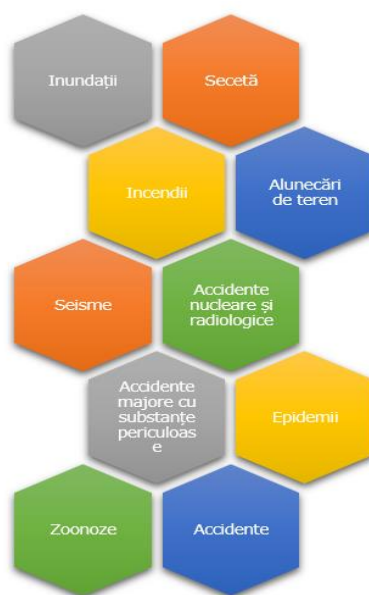 Inundații
Secetă
Incendii
Alunecări
de teren
Seisme
Accidente
nucleare și
radiologice
Accidente
majore cu
substanțe
periculoas
e
Epidemii
Zoonoze
Accidente